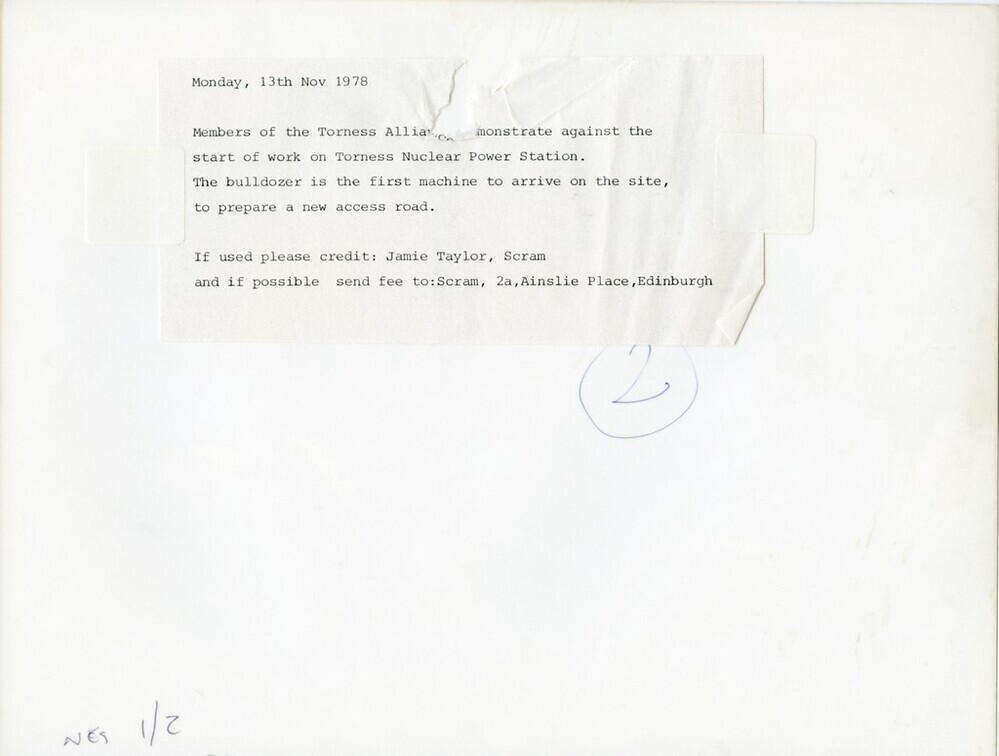 Monday, 13th Nov 1978
Members of the Torness Allia monstrate against the
start of work on Torness Nuclear Power Station.
The bulldozer is the first machine to arrive on the site,
to prepare a new access road.
If used please credit: Jamie Taylor, Scram
and if possible send fee to:Scram, 2a,Ainslie Place,Edinburgh
2
NEG 1/2